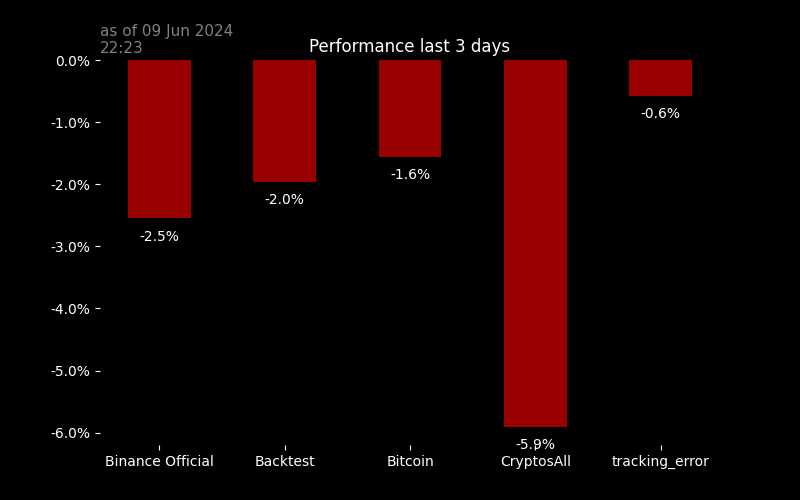 as of 09 Jun 2024
22:23
Performance last 3 days
0.0%
-1.0%
-2.0%
-3.0%
-4.0%
-5.0%
-6.0%
-2.5%
-2.0%
-1.6%
-5.9%
-0.6%
Binance Official
Backtest
Bitcoin
CryptosAll
tracking_error